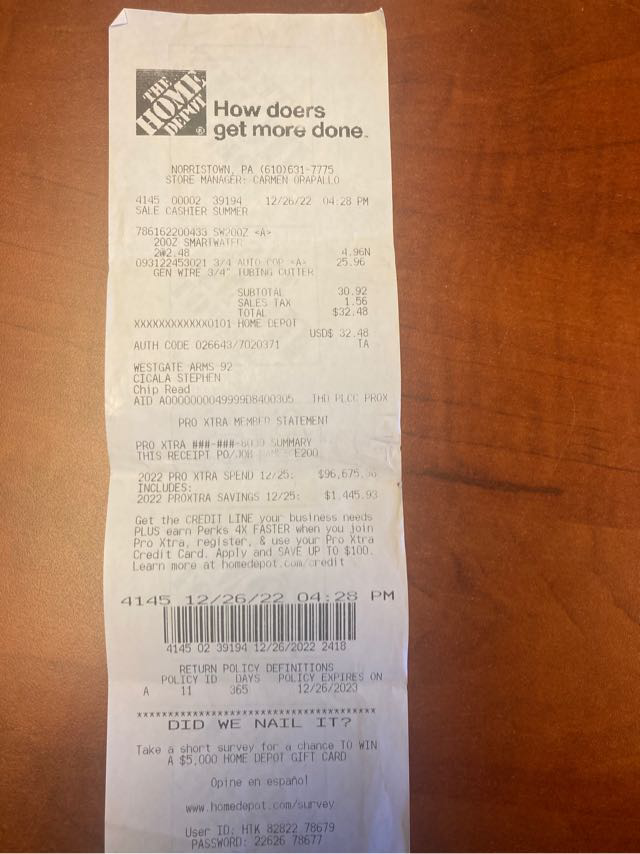 THE
HOME
DEPOT
How doers
get more done.
NORRISTOWN, PA (610)631-7775
STORE MANAGER: CARMEN ORAPALLO
4145 00002 39194 12/26/22 04:28 PM
SALE CASHIER SUMMER
786162200433 SW20OZ <A>
20OZ SMARTWATER
2@2.48 4.96N
093122453021 3/4 AUTO COP <A> 25.96
GEN WIRE 3/4" TUBING CUTTER
SUBTOTAL 30.92
SALES TAX 1.56
TOTAL $32.48
XXXXXXXXXXXX0101 HOME DEPOT
USD$ 32.48
AUTH CODE 026643/7020371 TA
WESTGATE ARMS 92
CICALA STEPHEN
Chip Read
AID A0000000049999D8400305 THD PLCC PROX
PRO XTRA MEMBER STATEMENT
PRO XTRA ###-###- SUMMARY
THIS RECEIPT PO/JOB E200
2022 PRO XTRA SPEND 12/25: $96,675.
INCLUDES:
2022 PROXTRA SAVINGS 12/25: $1,445.93
Get the CREDIT LINE your business needs
PLUS earn Perks 4X FASTER when you join
Pro Xtra, register, & use your Pro Xtra
Credit Card. Apply and SAVE UP TO $100.
Learn more at homedepot.com/credit
4145 12/26/22 04:28 PM
4145 02 39194 12/26/2022 2418
RETURN POLICY DEFINITIONS
POLICY ID DAYS POLICY EXPIRES ON
A 11 365 12/26/2023
****************************************
DID WE NAIL IT?
Take a short survey for a chance TO WIN
A $5,000 HOME DEPOT GIFT CARD
Opine en español
www.homedepot.com/survey
User ID: H1K 82822 78679
PASSWORD: 22626 78677